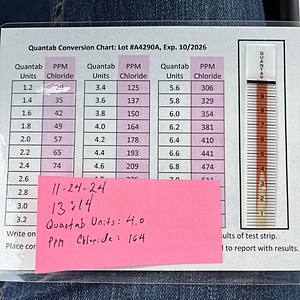 Quantab Conversion Chart: Lot #A4290A, Exp. 10/2026
Quantab Units PPM Chloride Quantab Units PPM Chloride Quantab Units PPM Chloride
1.2 29 3.4 125 5.6 306
1.4 35 3.6 137 5.8 329
1.6 42 3.8 150 6.0 354
1.8 49 4.0 164 6.2 381
2.0 57 4.2 178 6.4 410
2.2 65 4.4 193 6.6 441
2.4 74 4.6 209 6.8 474
3.0
3.2
QUANTAB
11-24-24
13:14
Quantab Units: 4.0
PPM Chloride: 164
Write on
ults of test strip.
Place com
d to report with results.